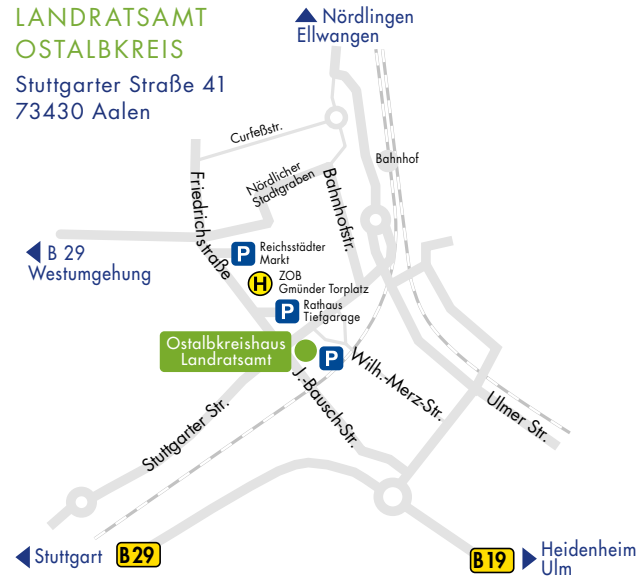 LANDRATSAMT
OSTALBKREIS
Stuttgarter Straße 41
73430 Aalen
Nördlingen
Ellwangen
Curfeßstr.
Bahnhof
Nördlicher
Stadtgraben
Bahnhofstr.
Friedrichstraße
B 29
Westumgehung
P
Reichsstädter
Markt
H
ZOB
Gmünder Torplatz
P
Rathaus
Tiefgarage
Ostalbkreishaus
Landratsamt
P
Wilh.-Merz-Str.
J.-Bausch-Str.
Stuttgarter Str.
Ulmer Str.
Stuttgart
B29
B19
Heidenheim
Ulm